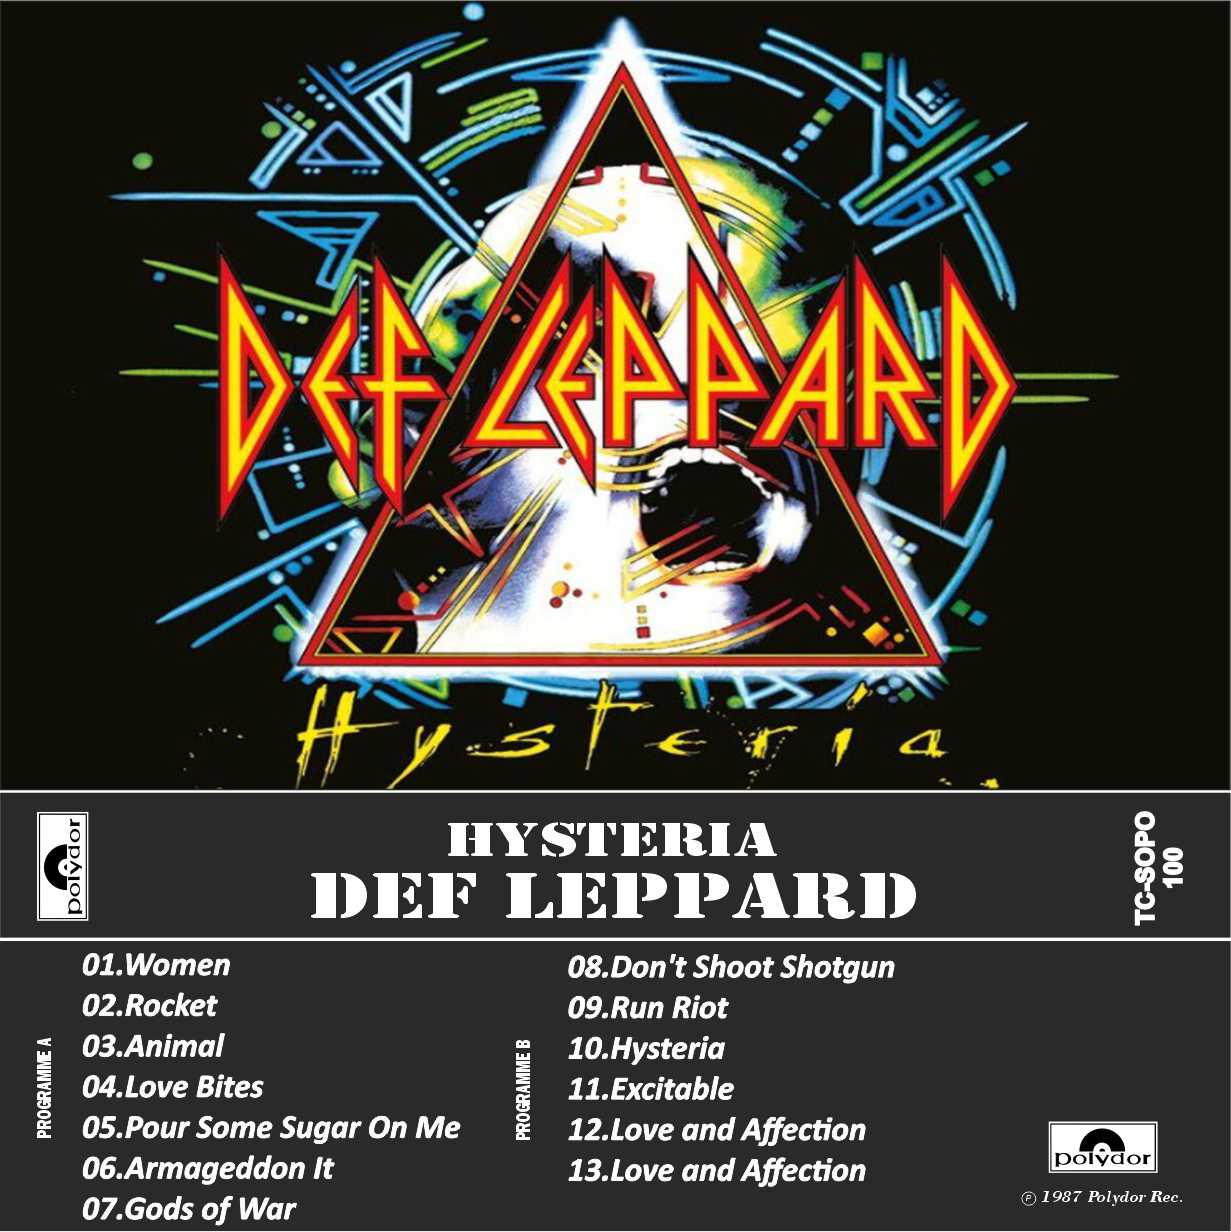 DEF LEPPARD
Hysteria
polydor
HYSTERIA
DEF LEPPARD
TC-SOPO
100
PROGRAMME A
01.Women
02.Rocket
03.Animal
04.Love Bites
05.Pour Some Sugar On Me
06.Armageddon It
07.Gods of War
PROGRAMME B
08.Don't Shoot Shotgun
09.Run Riot
10.Hysteria
11.Excitable
12.Love and Affection
13.Love and Affection
polydor
℗ 1987 Polydor Rec.